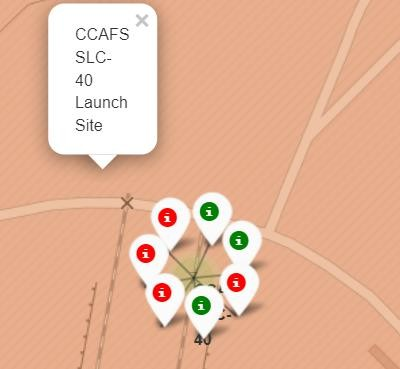 ×
CCAFS
SLC-
40
Launch
Site
40